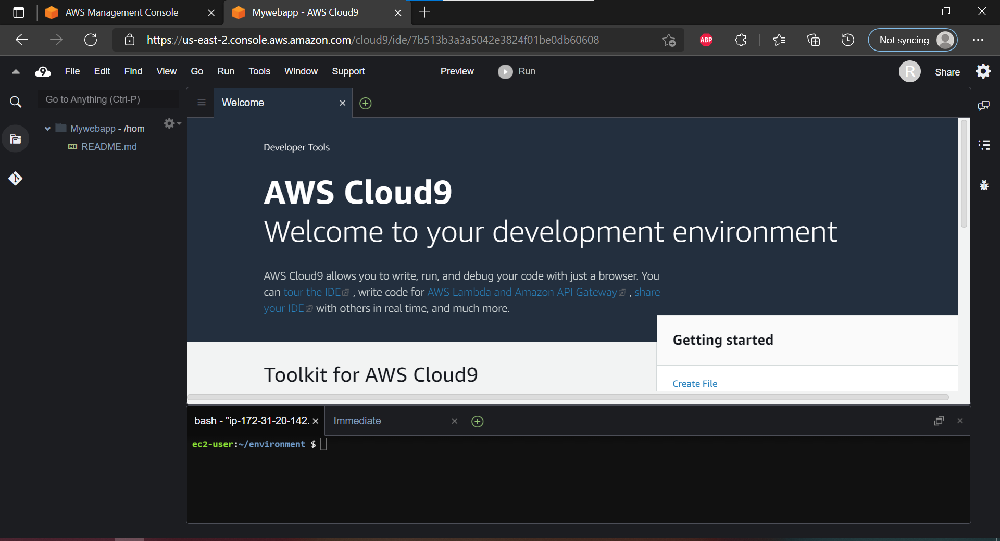 AWS Management Console
Mywebapp - AWS Cloud9
https://us-east-2.console.aws.amazon.com/cloud9/ide/7b513b3a3a5042e3824f01be0db60608
ABP
Not syncing
9 File Edit Find View Go Run Tools Window Support Preview Run
R Share
Go to Anything (Ctrl-P)
Mywebapp - /hom
README.md
Welcome
Developer Tools
AWS Cloud9
Welcome to your development environment
AWS Cloud9 allows you to write, run, and debug your code with just a browser. You
can tour the IDE , write code for AWS Lambda and Amazon API Gateway , share
your IDE with others in real time, and much more.
Getting started
Toolkit for AWS Cloud9
Create File
bash - "ip-172-31-20-142.
Immediate
ec2-user:~/environment $